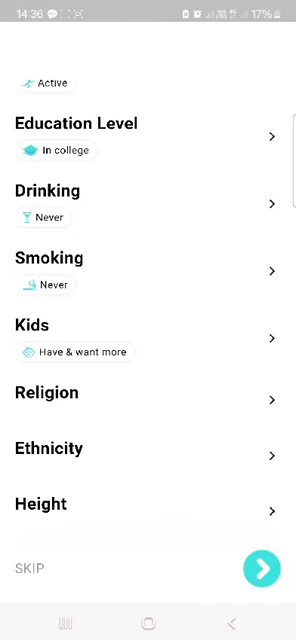 14:36
17%
Active
Education Level
In college
Drinking
Never
Smoking
Never
Kids
Have & want more
Religion
Ethnicity
Height
SKIP